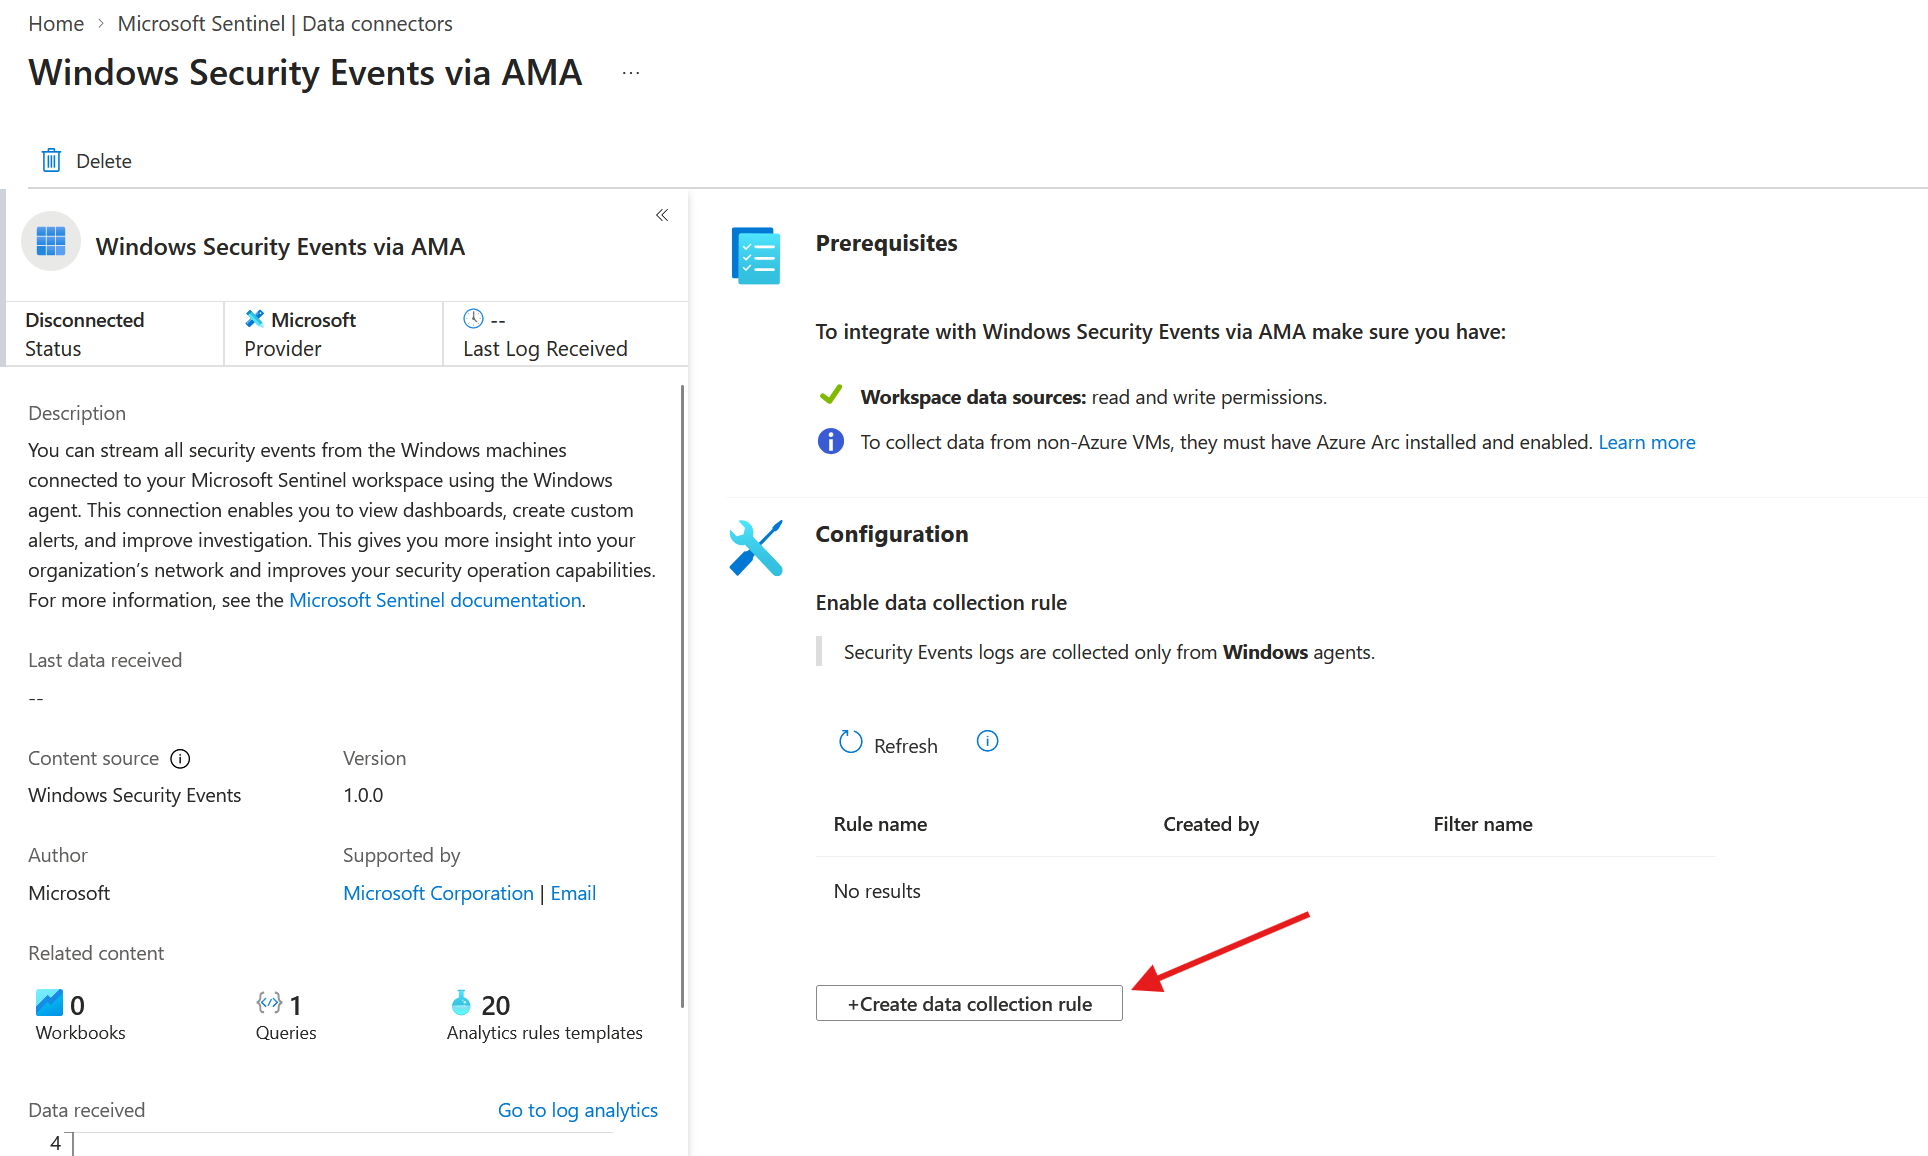 Home > Microsoft Sentinel | Data connectors
Windows Security Events via AMA ...
Delete
«
Windows Security Events via AMA
Disconnected
Status
Microsoft
Provider
--
Last Log Received
Description
You can stream all security events from the Windows machines
connected to your Microsoft Sentinel workspace using the Windows
agent. This connection enables you to view dashboards, create custom
alerts, and improve investigation. This gives you more insight into your
organization’s network and improves your security operation capabilities.
For more information, see the Microsoft Sentinel documentation.
Last data received
--
Content source
Version
Windows Security Events
1.0.0
Author
Supported by
Microsoft
Microsoft Corporation | Email
Related content
0
Workbooks
1
Queries
20
Analytics rules templates
Data received
Go to log analytics
4
Prerequisites
To integrate with Windows Security Events via AMA make sure you have:
Workspace data sources: read and write permissions.
To collect data from non-Azure VMs, they must have Azure Arc installed and enabled. Learn more
Configuration
Enable data collection rule
Security Events logs are collected only from Windows agents.
Refresh
Rule name
Created by
Filter name
No results
+Create data collection rule